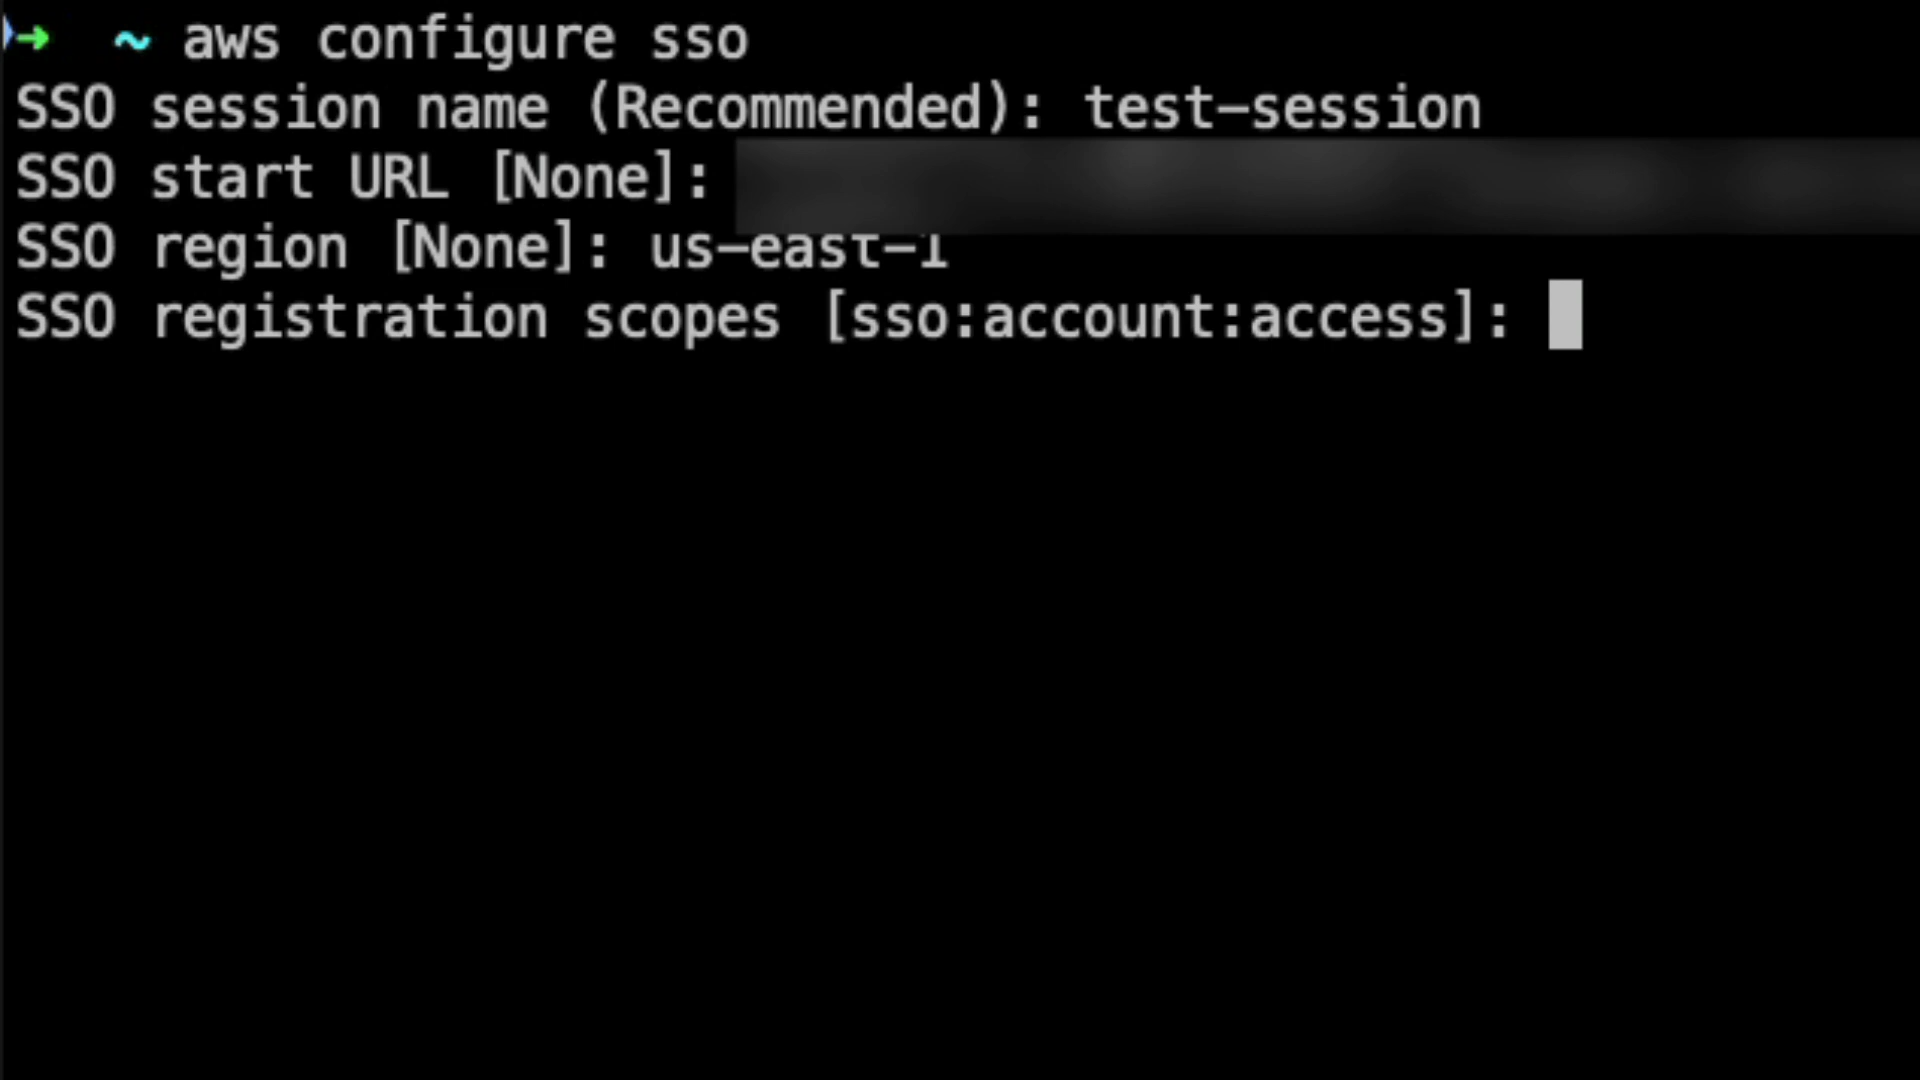 ➜ ~ aws configure sso
SSO session name (Recommended): test-session
SSO start URL [None]:
SSO region [None]: us-east-1
SSO registration scopes [sso:account:access]: